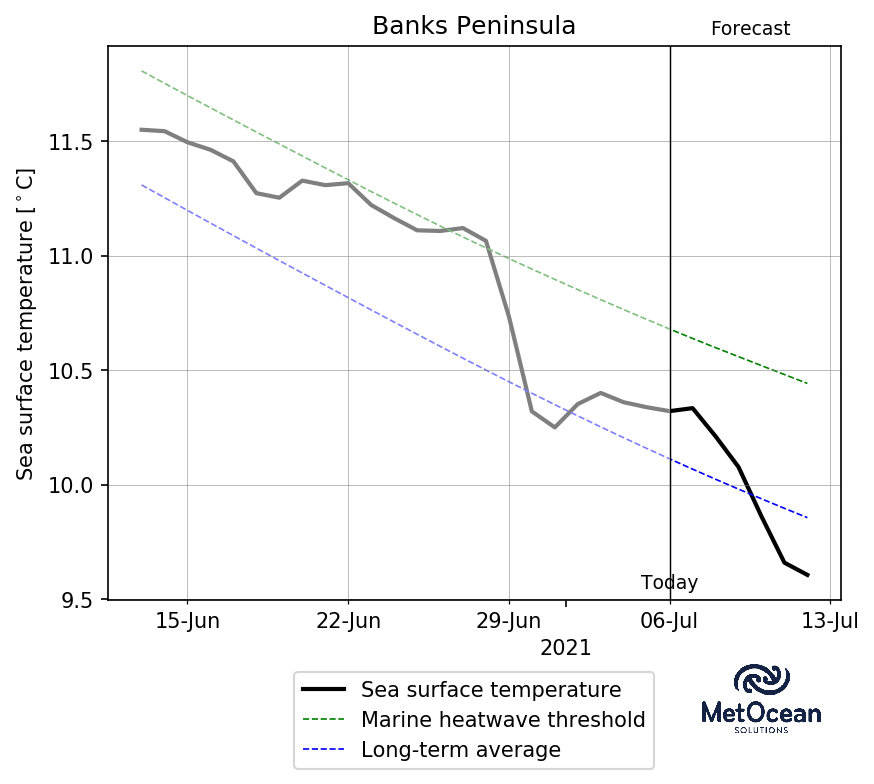 Banks Peninsula
Forecast
Sea surface temperature [°C]
11.5
11.0
10.5
10.0
9.5
Today
15-Jun 22-Jun 29-Jun 06-Jul 13-Jul
2021
Sea surface temperature
Marine heatwave threshold
Long-term average
MetOcean
SOLUTIONS